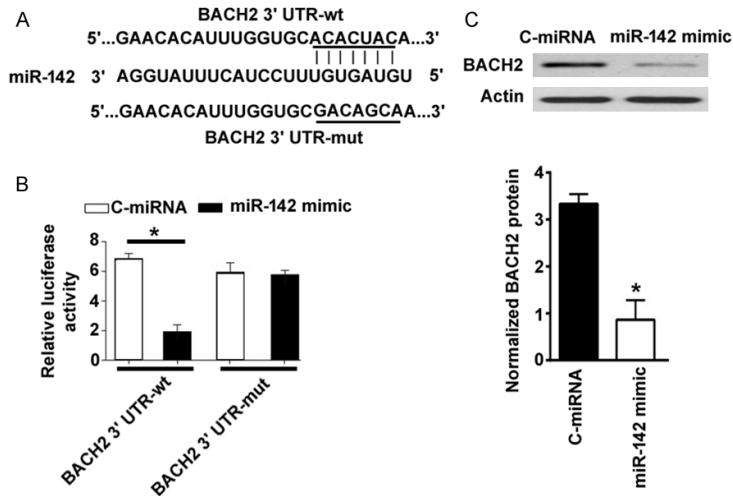 A
BACH2 3' UTR-wt
5'...GAACACAUUUGGUGCACACUACA...3'
miR-142 3' AGGUAUUUCAUCCUUUGUGAUGU 5'
5'...GAACACAUUUGGUGCGACAGCAA...3'
BACH2 3' UTR-mut
B
C-miRNA miR-142 mimic
*
Relative luciferase
activity
8
6
4
2
0
BACH2 3' UTR-wt
BACH2 3' UTR-mut
C
C-miRNA miR-142 mimic
BACH2
Actin
Normalized BACH2 protein
4
3
1
1
0
*
C-miRNA
miR-142 mimic